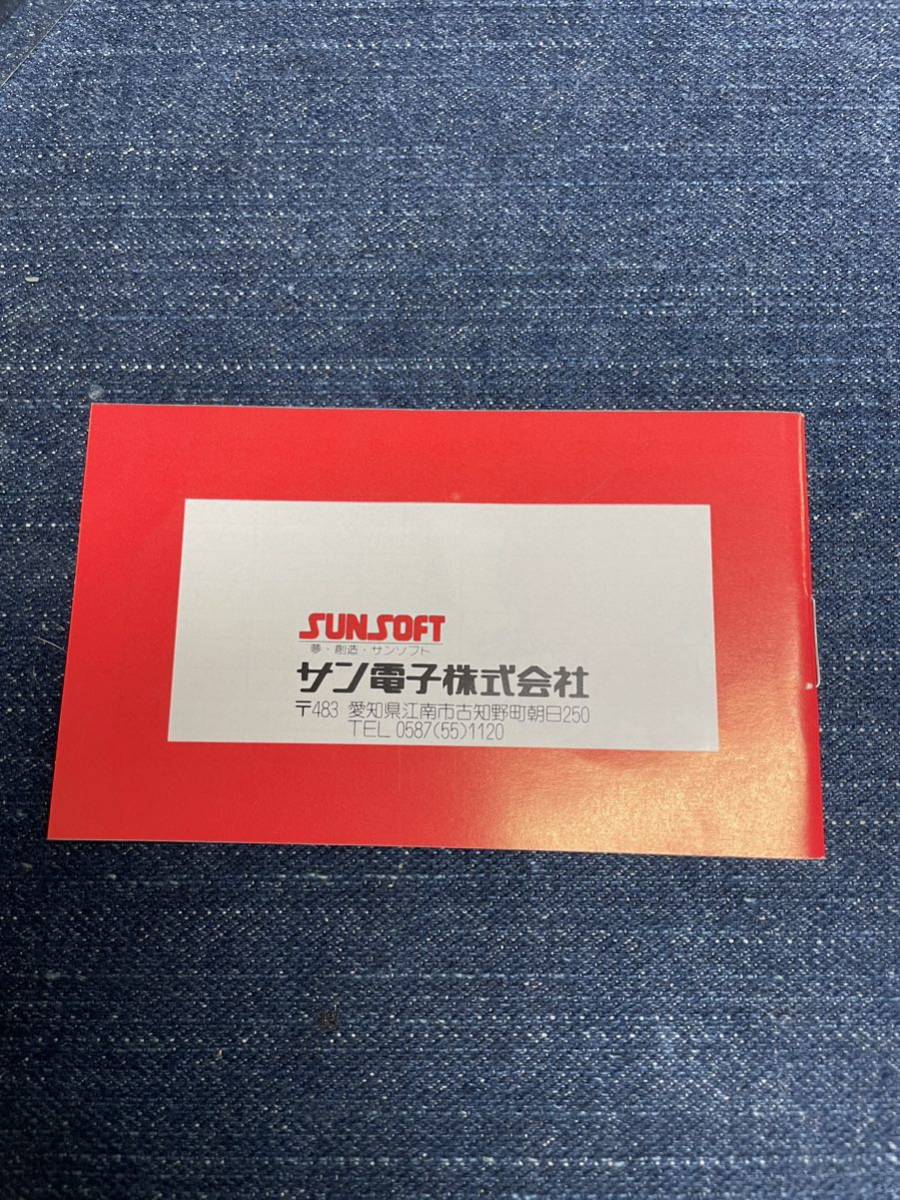 SUNSOFT
夢・創造・サンソフト
サン電子株式会社
〒483 愛知県江南市古知野町朝日250
TEL 0587(55)1120